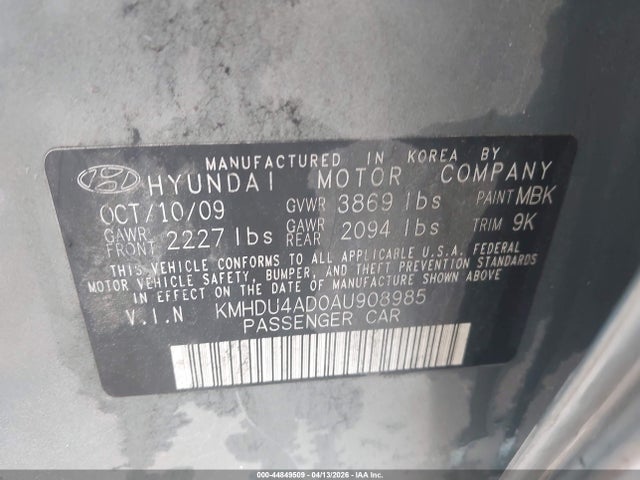 MANUFACTURED IN KOREA BY
HYUNDAI MOTOR COMPANY
OCT/10/09 GVWR 3869 lbs PAINT MBK
GAWR FRONT 2227 lbs GAWR REAR 2094 lbs TRIM 9K
THIS VEHICLE CONFORMS TO ALL APPLICABLE U.S.A FEDERAL
MOTOR VEHICLE SAFETY, BUMPER, AND THEFT PREVENTION STANDARDS
IN EFFECT ON THE DATE OF MANUFACTURE SHOWN ABOVE.
V.I.N KMHDU4AD0AU908985
PASSENGER CAR
000-44849509 - 04/13/2026 - IAAI.COM